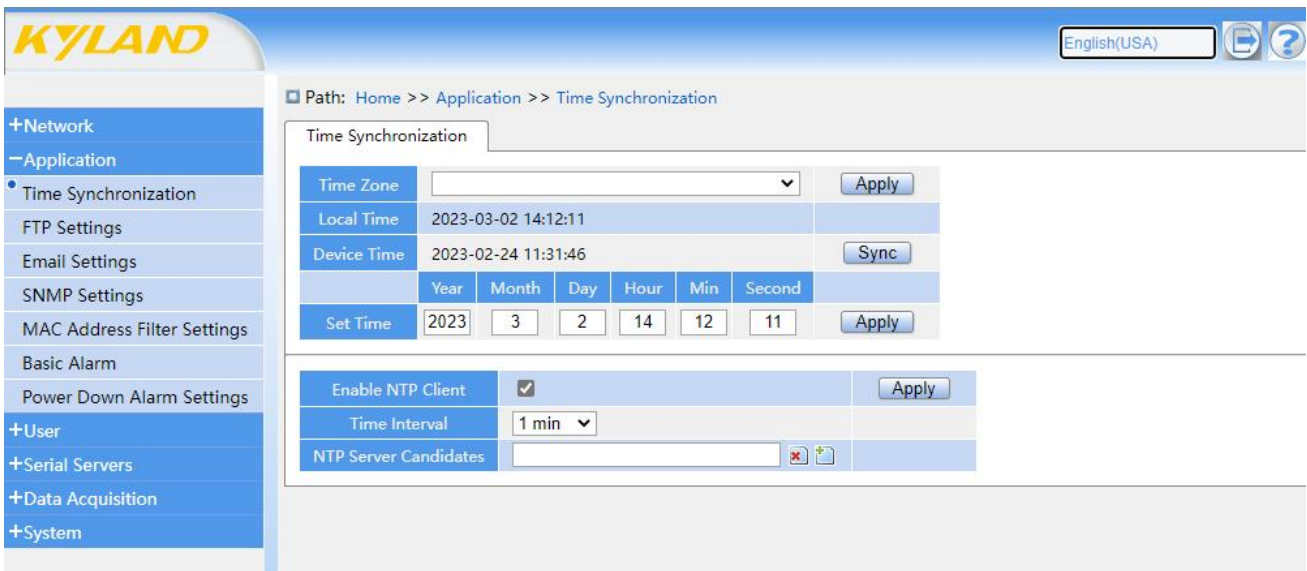 KYLAND
English(USA)
Path: Home >> Application >> Time Synchronization
+Network
−Application
Time Synchronization
FTP Settings
Email Settings
SNMP Settings
MAC Address Filter Settings
Basic Alarm
Power Down Alarm Settings
+User
+Serial Servers
+Data Acquisition
+System
Time Synchronization
Time Zone Apply
Local Time 2023-03-02 14:12:11
Device Time 2023-02-24 11:31:46 Sync
Year Month Day Hour Min Second
Set Time 2023 3 2 14 12 11 Apply
Enable NTP Client Apply
Time Interval 1 min
NTP Server Candidates